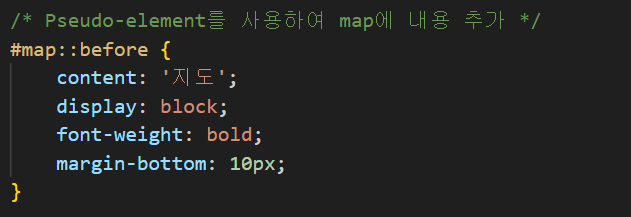 /* Pseudo-element를 사용하여 map에 내용 추가 */
#map::before {
    content: '지도';
    display: block;
    font-weight: bold;
    margin-bottom: 10px;
}